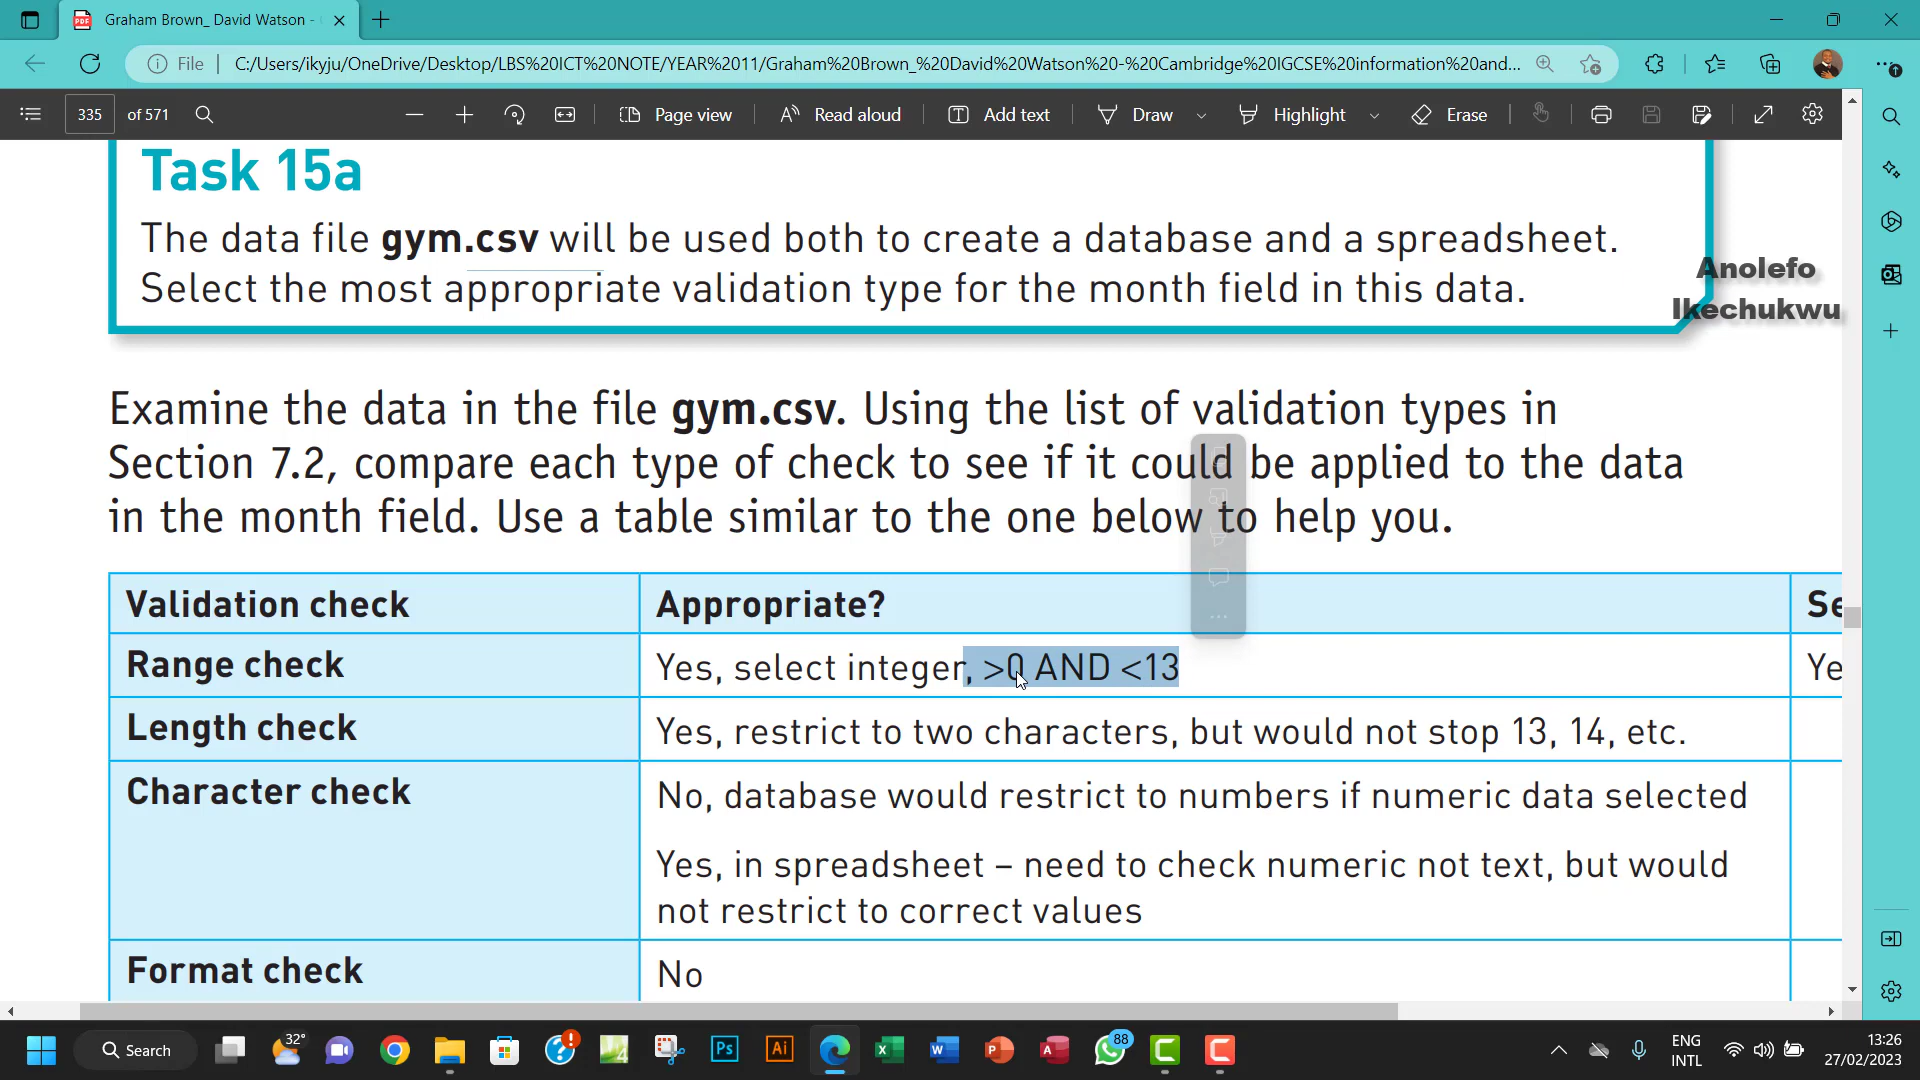 Graham Brown_ David Watson -
File
C:/Users/ikyju/OneDrive/Desktop/LBS%20ICT%20NOTE/YEAR%2011/Graham%20Brown_%20David%20Watson%20-%20Cambridge%20IGCSE%20information%20and...
335 of 571
Page view
Read aloud
Add text
Draw
Highlight
Erase
Task 15a
The data file gym.csv will be used both to create a database and a spreadsheet.
Select the most appropriate validation type for the month field in this data.
Anolefo
Ikechukwu
Examine the data in the file gym.csv. Using the list of validation types in
Section 7.2, compare each type of check to see if it could be applied to the data
in the month field. Use a table similar to the one below to help you.
Validation check Appropriate? Se
Range check Yes, select integer, >0 AND <13 Ye
Length check Yes, restrict to two characters, but would not stop 13, 14, etc.
Character check No, database would restrict to numbers if numeric data selected
Yes, in spreadsheet – need to check numeric not text, but would
not restrict to correct values
Format check No
Search
32°
88
ENG
INTL
13:26
27/02/2023